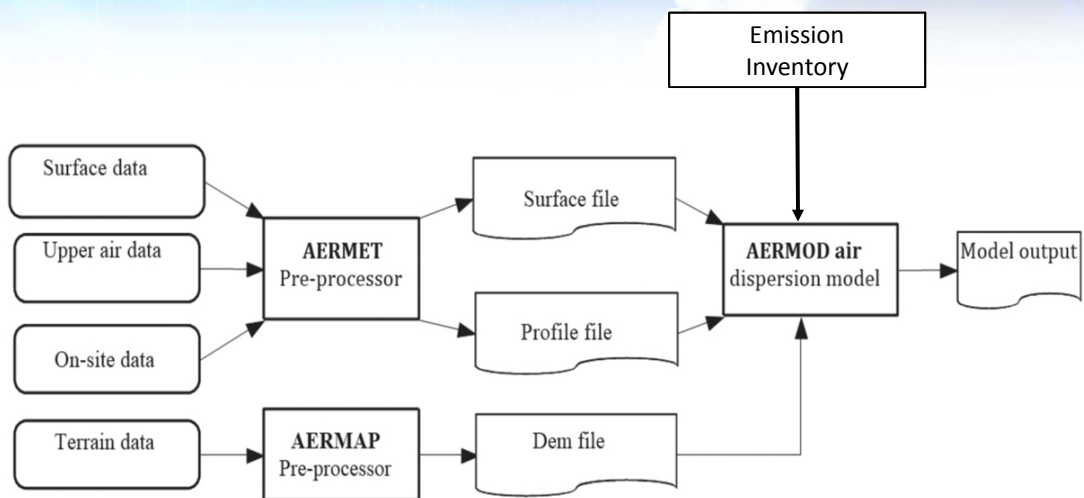 Emission
Inventory
Surface data
Upper air data
On-site data
Terrain data
AERMET
Pre-processor
AERMAP
Pre-processor
Surface file
Profile file
Dem file
AERMOD air
dispersion model
Model output